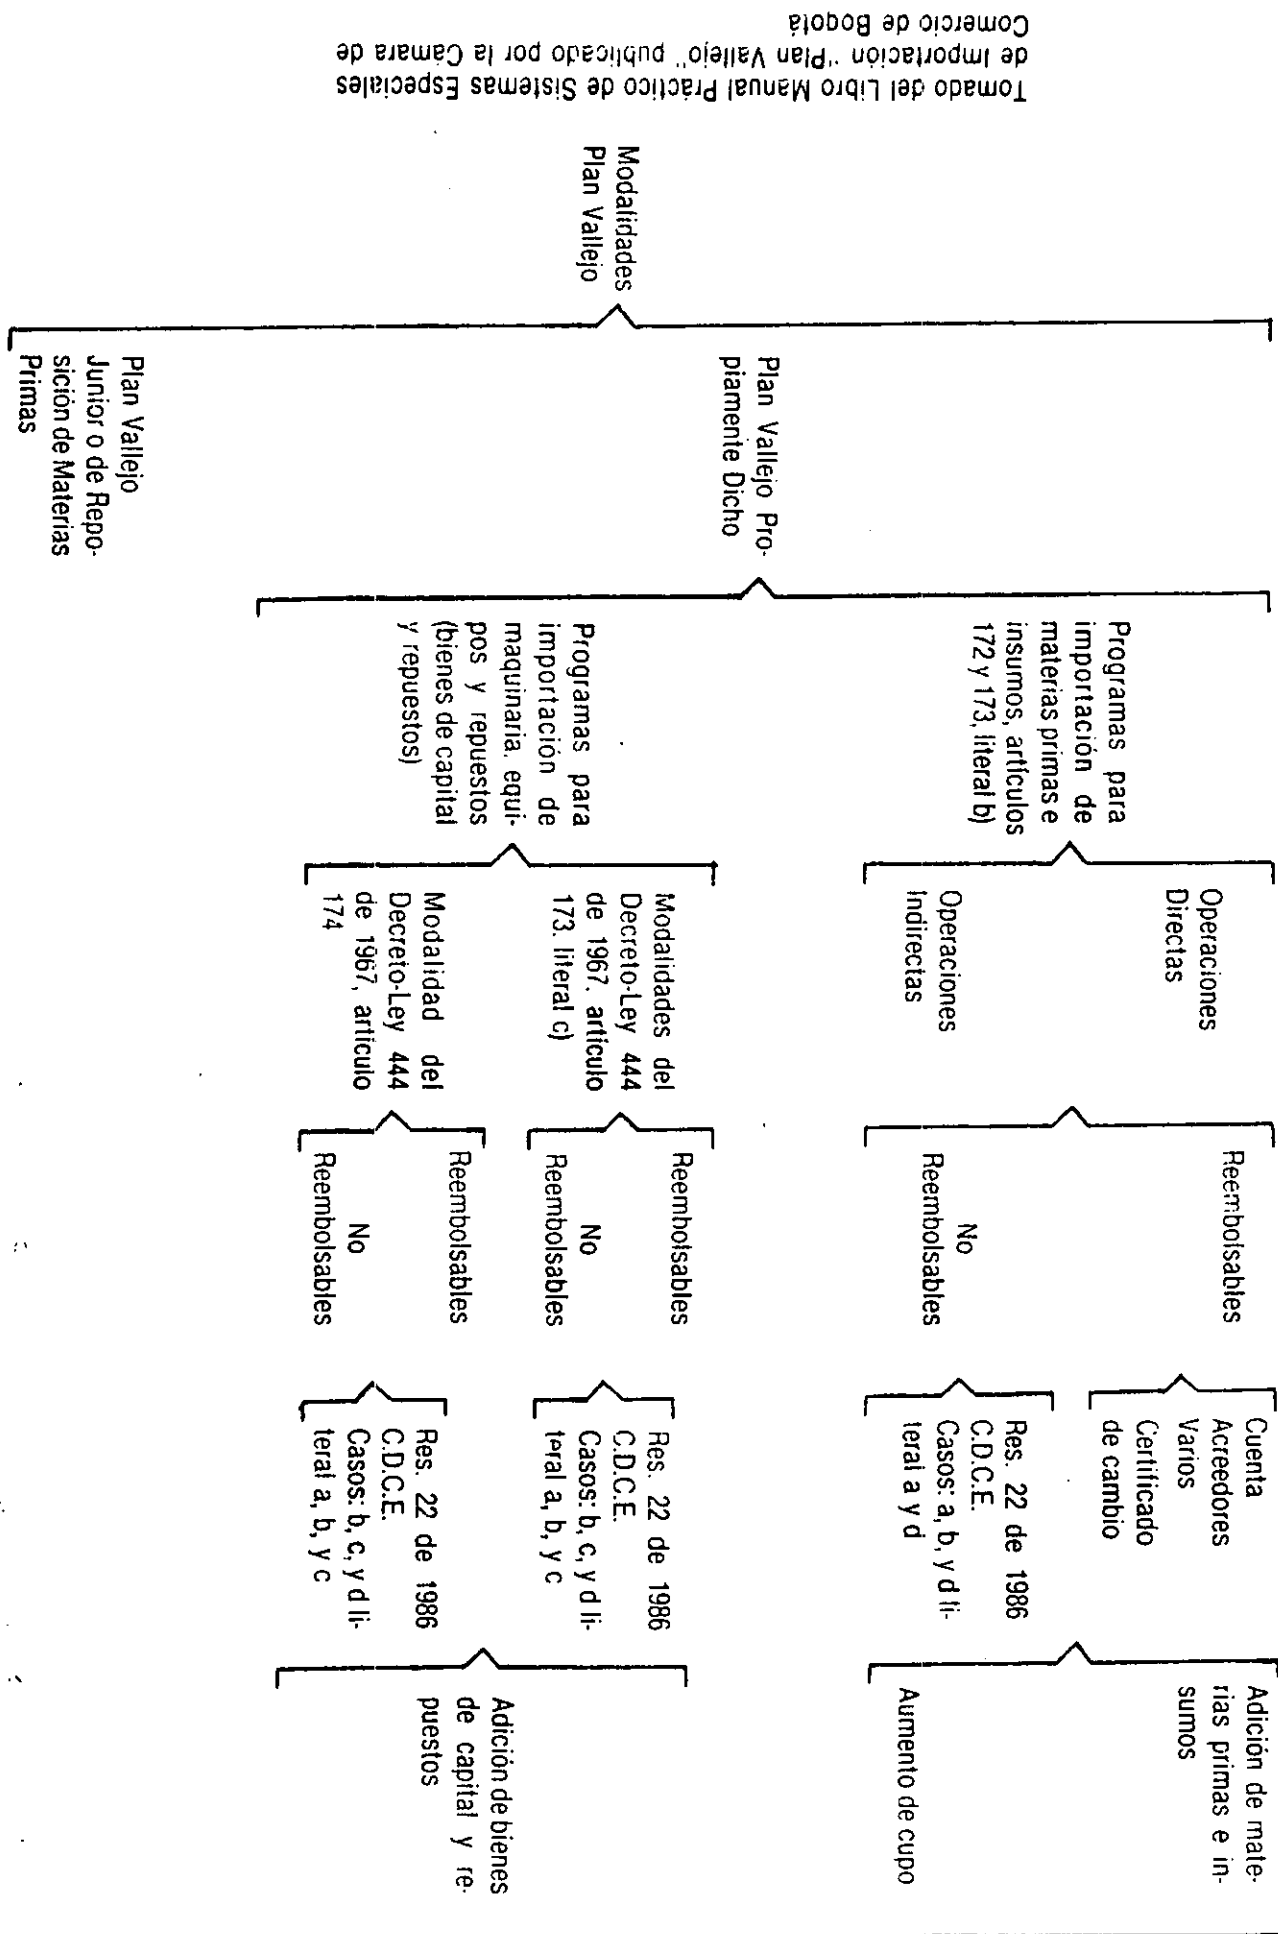 Modalidades
Plan Vallejo
Plan Vallejo Pro-
piamente Dicho
Plan Vallejo
Junior o de Repo-
sición de Materias
Primas
Programas para
importación de
materias primas e
insumos, artículos
172 y 173, literal b)
Programas para
importación de
maquinaria, equi-
pos y repuestos
(bienes de capital
y repuestos)
Operaciones
Directas
Operaciones
Indirectas
Modalidades del
Decreto-Ley 444
de 1967, artículo
173. literal c)
Modalidad del
Decreto-Ley 444
de 1967, artículo
174
Reembolsables
No
Reembolsables
Reembolsables
No
Reembolsables
Reembolsables
No
Reembolsables
Cuenta
Acreedores
Varios
Certificado
de cambio
Res. 22 de 1986
C.D.C.E.
Casos: a, b, y d li-
teral a y d
Res. 22 de 1986
C.D.C.E.
Casos: b, c, y d li-
teral a, b, y c
Res. 22 de 1986
C.D.C.E.
Casos: b, c, y d li-
teral a, b, y c
Adición de mate-
rias primas e in-
sumos
Aumento de cupo
Adición de bienes
de capital y re-
puestos
Tomado del Libro Manual Práctico de Sistemas Especiales
de Importación "Plan Vallejo" publicado por la Cámara de
Comercio de Bogotá